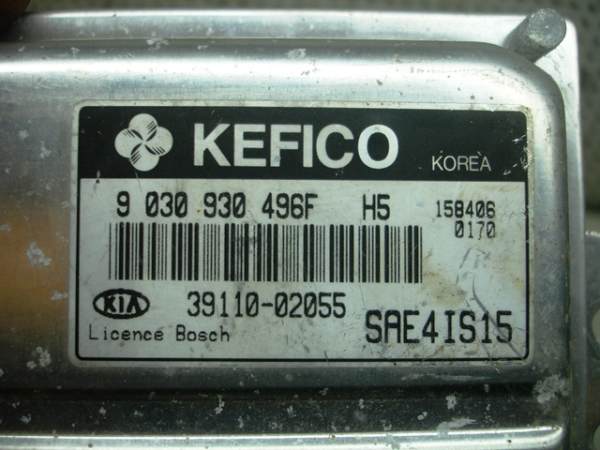 KEFICO KOREA
9 030 930 496F H5 158406
0170
KIA 39110-02055
Licence Bosch SAE4IS15